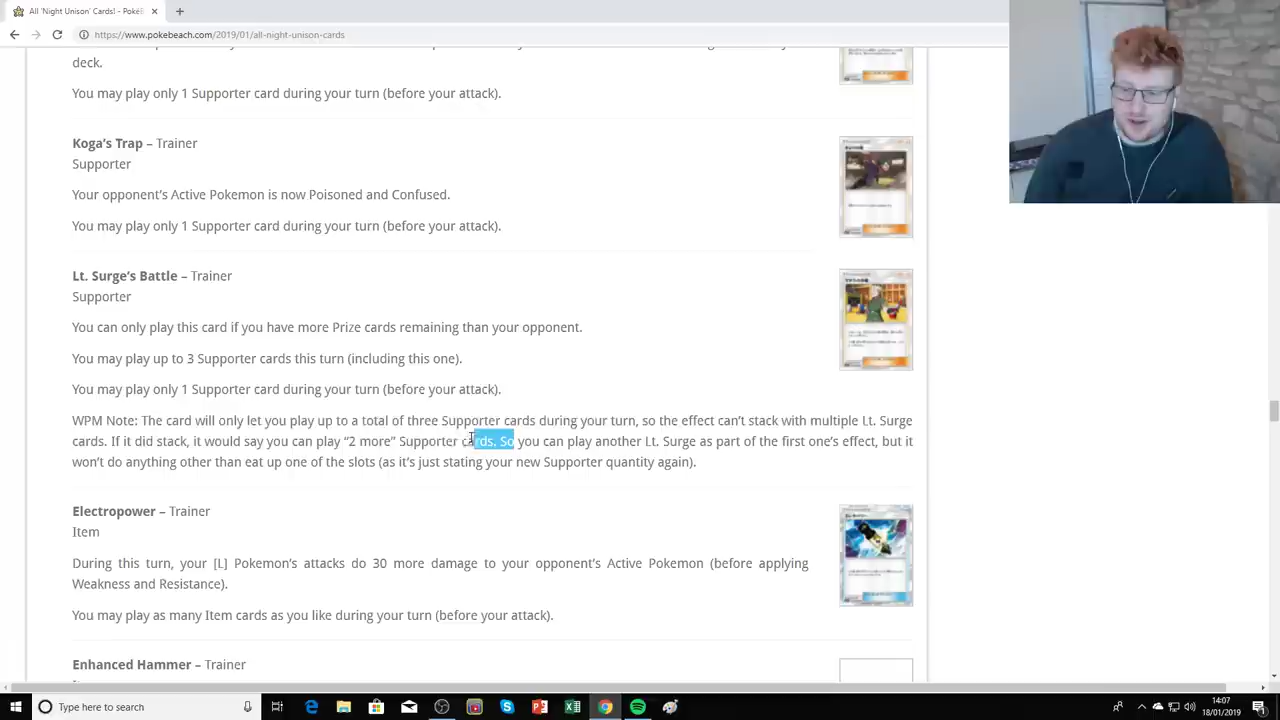 All 'Night Unison' Cards! - Poké
https://www.pokebeach.com/2019/01/all-night-unison-cards
deck.
You may play only 1 Supporter card during your turn (before your attack).
Koga's Trap – Trainer
Supporter
Your opponent's Active Pokemon is now Poisoned and Confused.
You may play only 1 Supporter card during your turn (before your attack).
Lt. Surge's Battle – Trainer
Supporter
You can only play this card if you have more Prize cards remaining than your opponent.
You may play up to 3 Supporter cards this turn (including this one).
You may play only 1 Supporter card during your turn (before your attack).
WPM Note: The card will only let you play up to a total of three Supporter cards during your turn, so the effect can't stack with multiple Lt. Surge
cards. If it did stack, it would say you can play “2 more” Supporter cards. So you can play another Lt. Surge as part of the first one's effect, but it
won't do anything other than eat up one of the slots (as it's just stating your new Supporter quantity again).
Electropower – Trainer
Item
During this turn, your [L] Pokemon's attacks do 30 more damage to your opponent's Active Pokemon (before applying
Weakness and Resistance).
You may play as many Item cards as you like during your turn (before your attack).
Enhanced Hammer – Trainer
Type here to search
14:07
18/01/2019